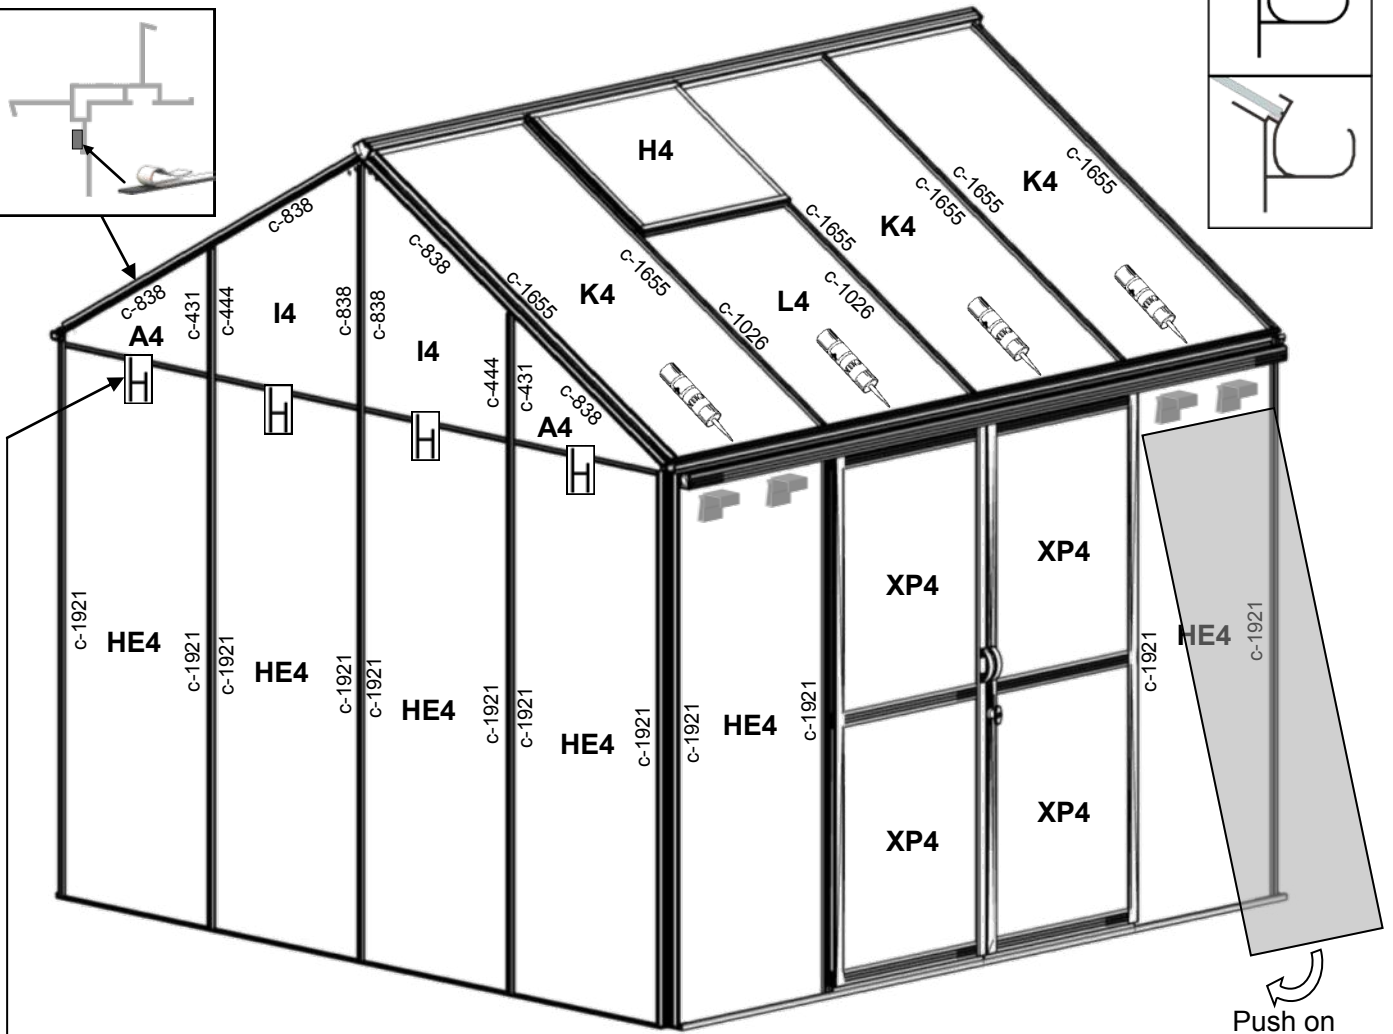 H4
K4
c-1655
c-838
c-1655
c-1655
K4
c-838
c-1655
c-1655
K4
c-1655
L4
c-1026
c-838
A4
c-431
c-444
I4
c-838
c-838
I4
c-1026
c-444
c-431
c-838
A4
H
H
H
H
c-1921
HE4
c-1921
c-1921
HE4
c-1921
c-1921
HE4
c-1921
c-1921
HE4
c-1921
c-1921
HE4
c-1921
XP4
XP4
XP4
XP4
c-1921
HE4
c-1921
Push on